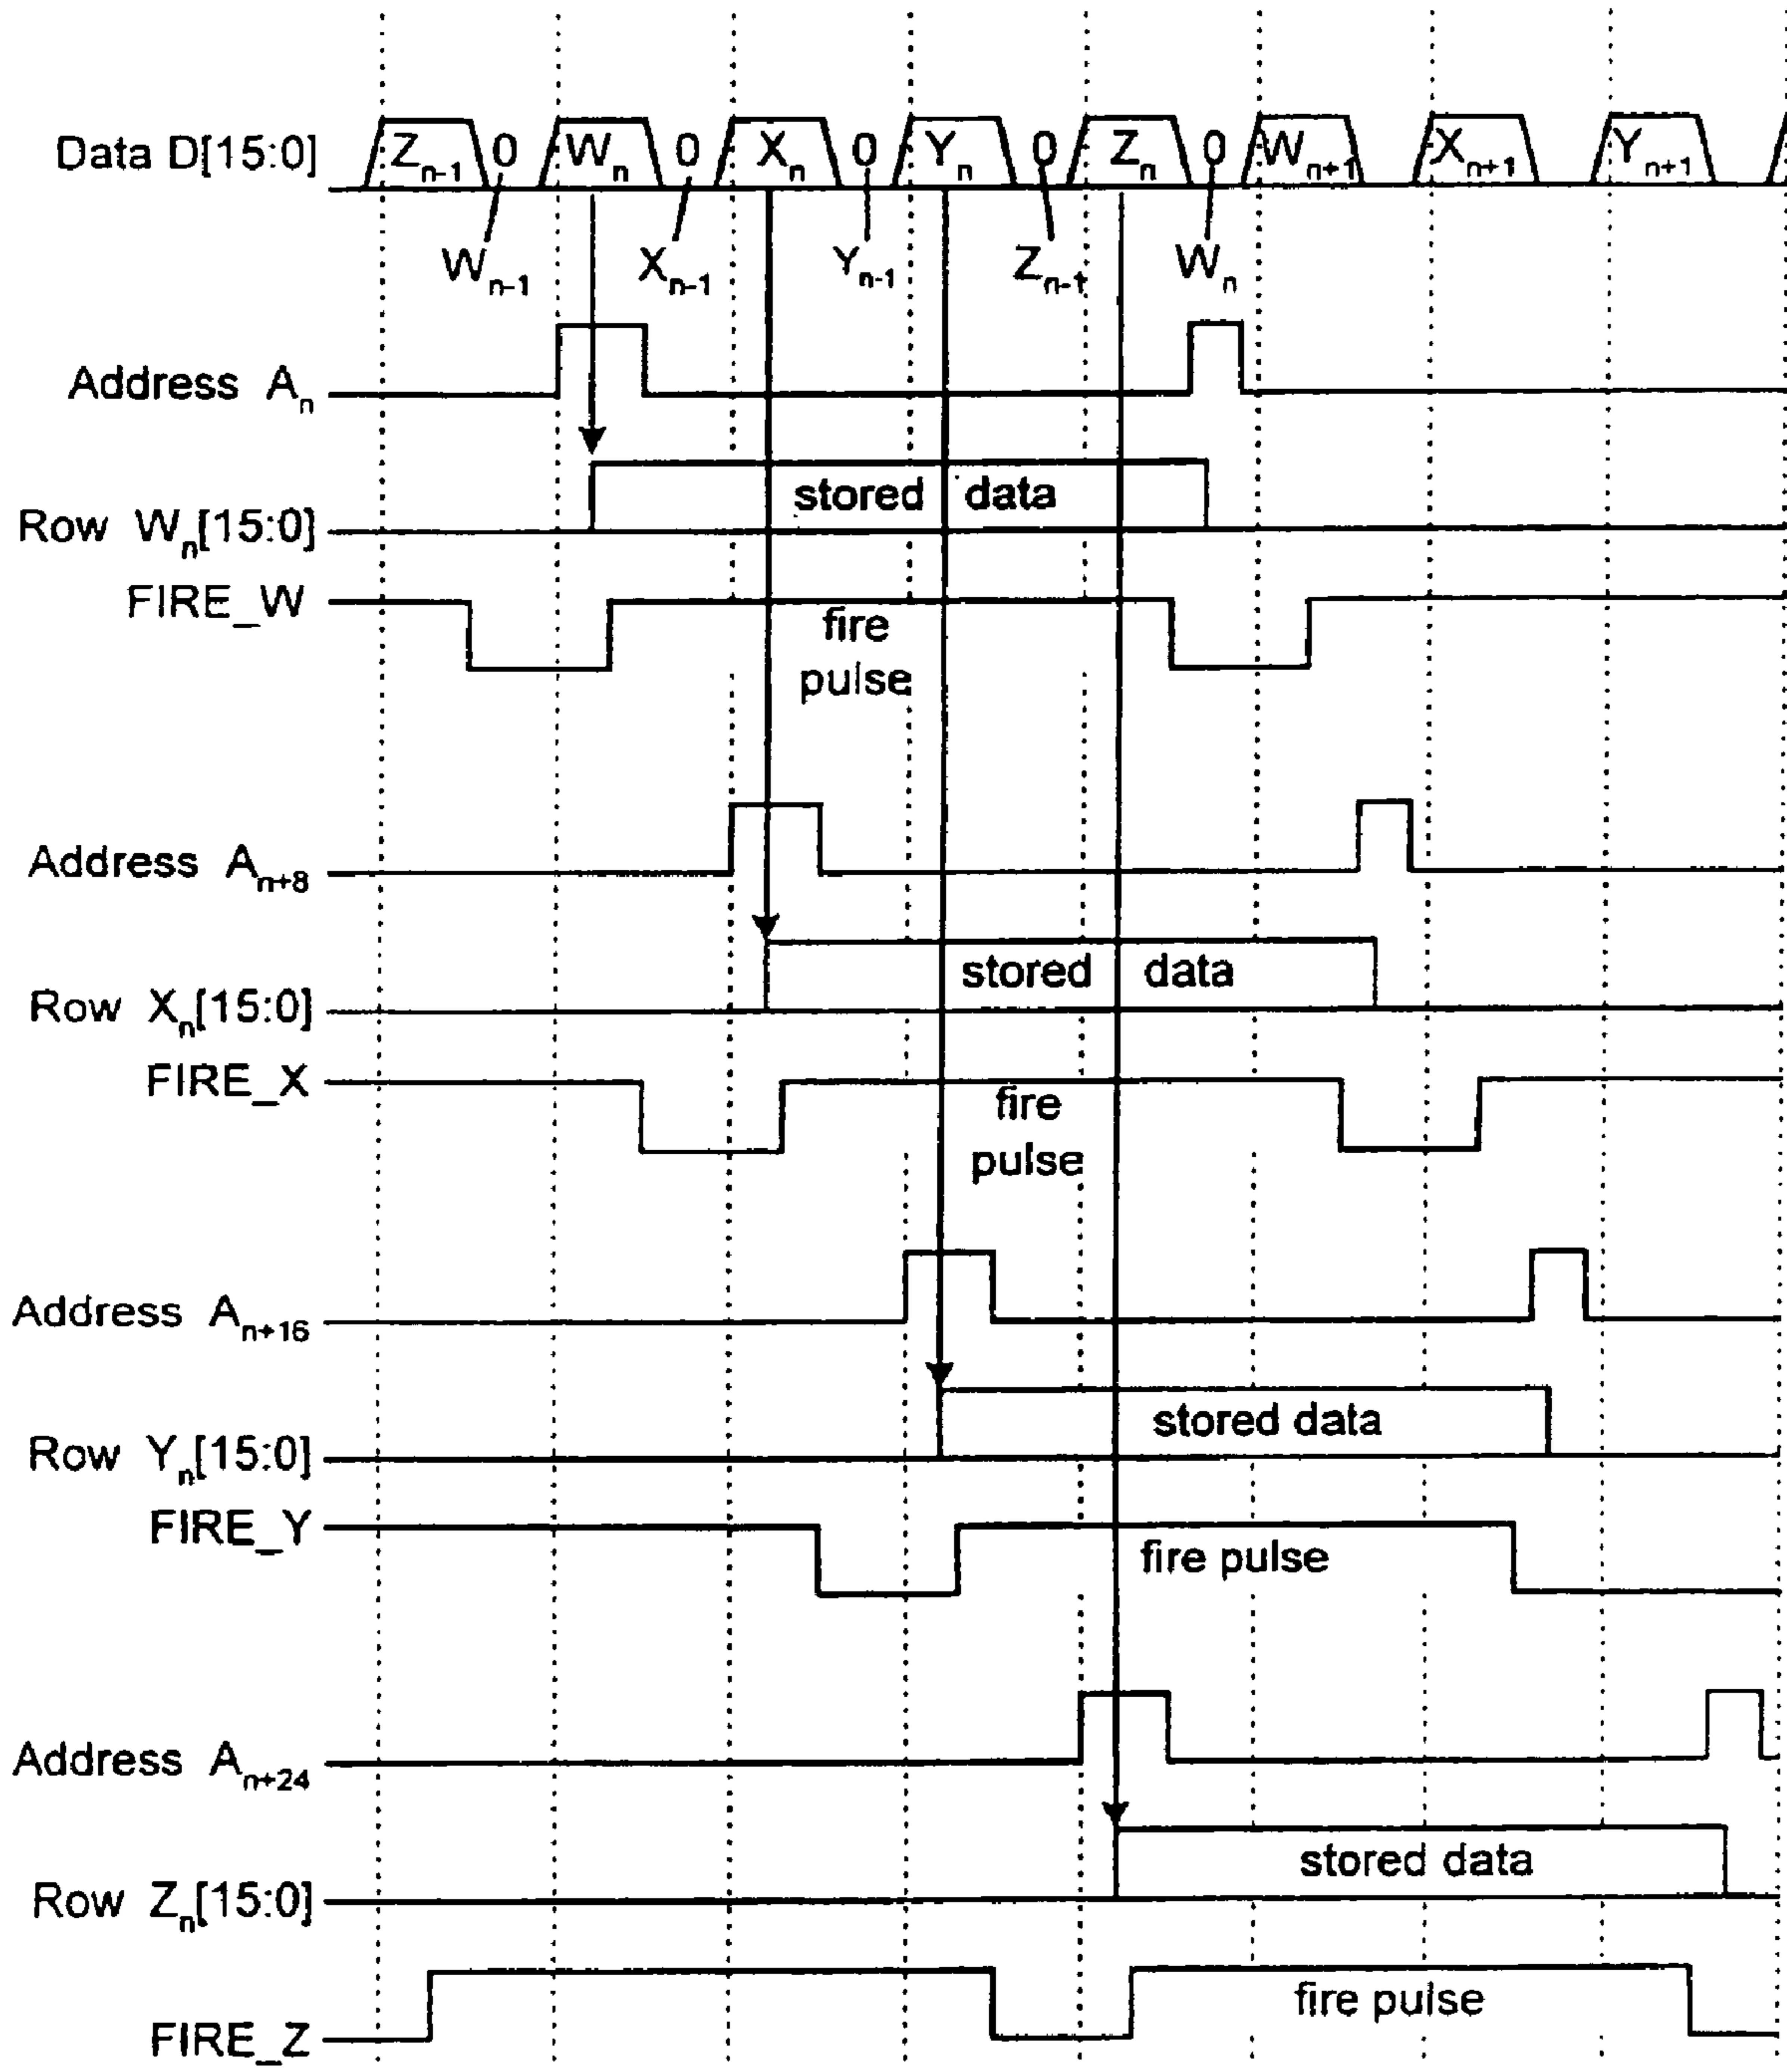 Data D[15:0] Zₙ₋₁ 0 Wₙ 0 Xₙ 0 Yₙ 0 Zₙ 0 Wₙ₊₁ Xₙ₊₁ Yₙ₊₁
Wₙ₋₁ Xₙ₋₁ Yₙ₋₁ Zₙ₋₁ Wₙ
Address Aₙ
stored data
Row Wₙ[15:0]
FIRE_W
fire
pulse
Address Aₙ₊₈
stored data
Row Xₙ[15:0]
FIRE_X
fire
pulse
Address Aₙ₊₁₆
stored data
Row Yₙ[15:0]
FIRE_Y
fire pulse
Address Aₙ₊₂₄
stored data
Row Zₙ[15:0]
fire pulse
FIRE_Z